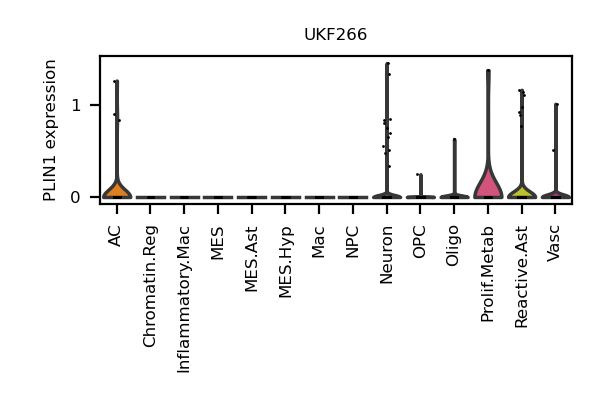 UKF266
PLIN1 expression
1
0
AC
Chromatin.Reg
Inflammatory.Mac
MES
MES.Ast
MES.Hyp
Mac
NPC
Neuron
OPC
Oligo
Prolif.Metab
Reactive.Ast
Vasc